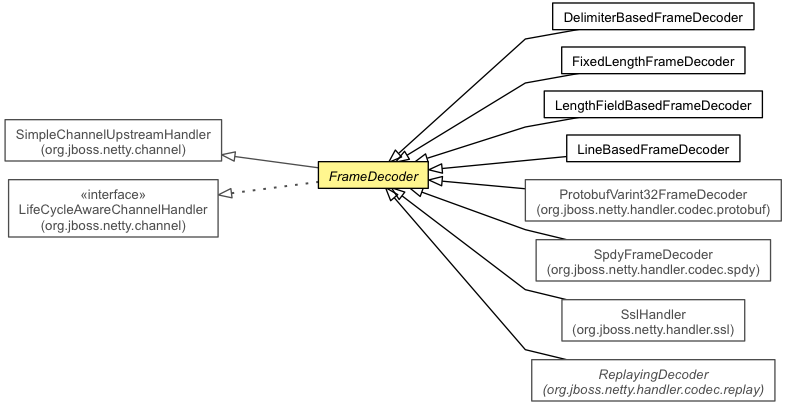 SimpleChannelUpstreamHandler
(org.jboss.netty.channel)
«interface»
LifeCycleAwareChannelHandler
(org.jboss.netty.channel)
FrameDecoder
DelimiterBasedFrameDecoder
FixedLengthFrameDecoder
LengthFieldBasedFrameDecoder
LineBasedFrameDecoder
ProtobufVarint32FrameDecoder
(org.jboss.netty.handler.codec.protobuf)
SpdyFrameDecoder
(org.jboss.netty.handler.codec.spdy)
SslHandler
(org.jboss.netty.handler.ssl)
ReplayingDecoder
(org.jboss.netty.handler.codec.replay)